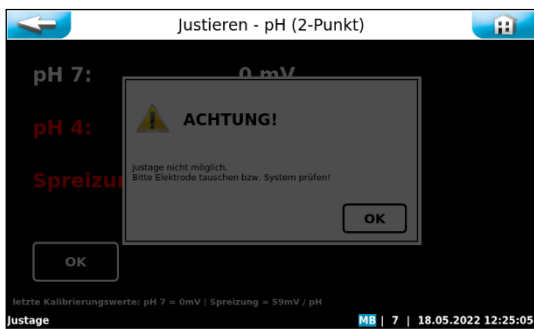 Justieren - pH (2-Punkt)
pH 7: 0 mV
ACHTUNG!
pH 4:
Justage nicht möglich.
Bitte Elektrode tauschen bzw. System prüfen!
Spreizu
OK
OK
letzte Kalibrierungswerte: pH 7 = 0mV | Spreizung = 59mV / pH
Justage MB | 7 | 18.05.2022 12:25:05